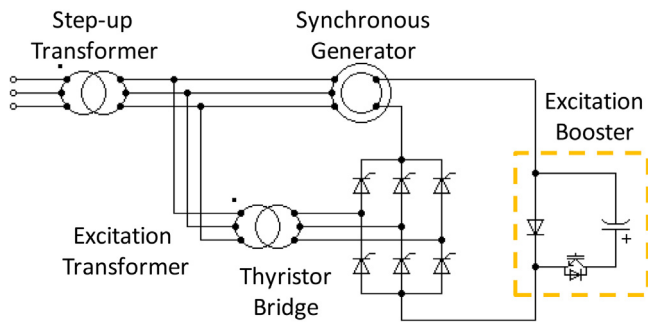 Step-up
Transformer
Synchronous
Generator
Excitation
Booster
+
Excitation
Transformer
Thyristor
Bridge